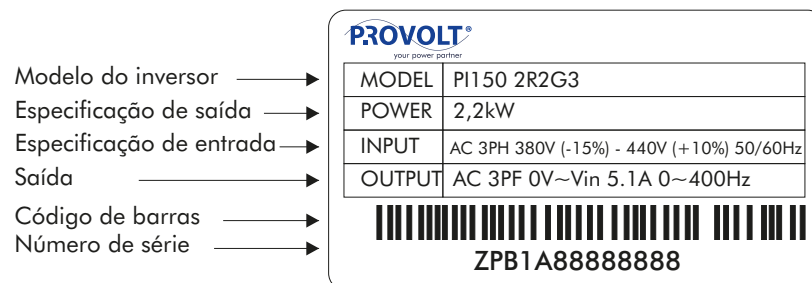 PROVOLT®
your power partner
Modelo do inversor MODEL PI150 2R2G3
Especificação de saída POWER 2,2kW
Especificação de entrada INPUT AC 3PH 380V (-15%) - 440V (+10%) 50/60Hz
Saída OUTPUT AC 3PF 0V~Vin 5.1A 0~400Hz
Código de barras
Número de série ZPB1A88888888